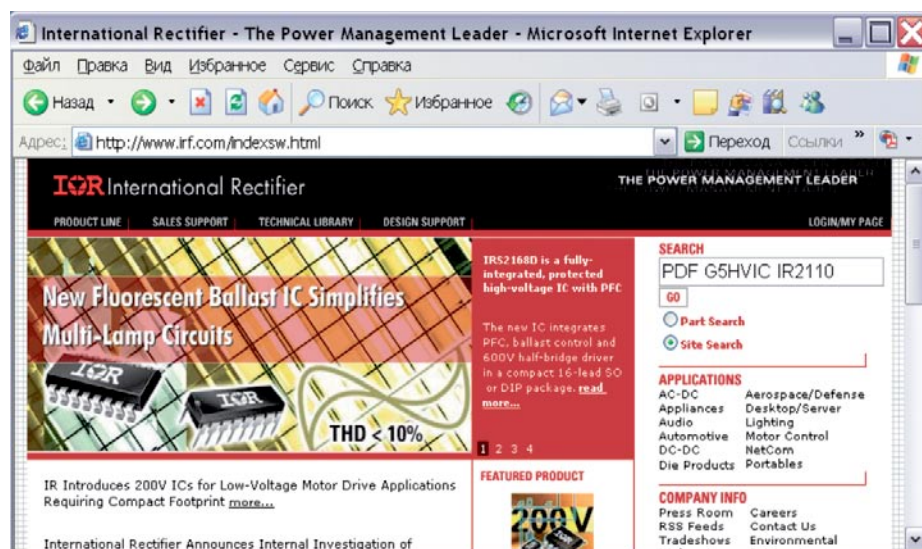 International Rectifier - The Power Management Leader - Microsoft Internet Explorer
Файл Правка Вид Избранное Сервис Справка
Назад Поиск Избранное
Адрес: http://www.irf.com/indexsw.html Переход Ссылки »
IOR International Rectifier
THE POWER MANAGEMENT LEADER
PRODUCT LINE SALES SUPPORT TECHNICAL LIBRARY DESIGN SUPPORT LOGIN/MY PAGE
New Fluorescent Ballast IC Simplifies
Multi-Lamp Circuits
IOR
IOR
THD < 10%
IRS2168D is a fully-
integrated, protected
high-voltage IC with PFC
The new IC integrates
PFC, ballast control and
600V half-bridge driver
in a compact 16-lead SO
or DIP package. read
more...
1 2 3 4
IR Introduces 200V ICs for Low-Voltage Motor Drive Applications
Requiring Compact Footprint more...
International Rectifier Announces Internal Investigation of
FEATURED PRODUCT
200V
SEARCH
PDF G5HVIC IR2110
GO
Part Search
Site Search
APPLICATIONS
AC-DC Aerospace/Defense
Appliances Desktop/Server
Audio Lighting
Automotive Motor Control
DC-DC NetCom
Die Products Portables
COMPANY INFO
Press Room Careers
RSS Feeds Contact Us
Tradeshows Environmental